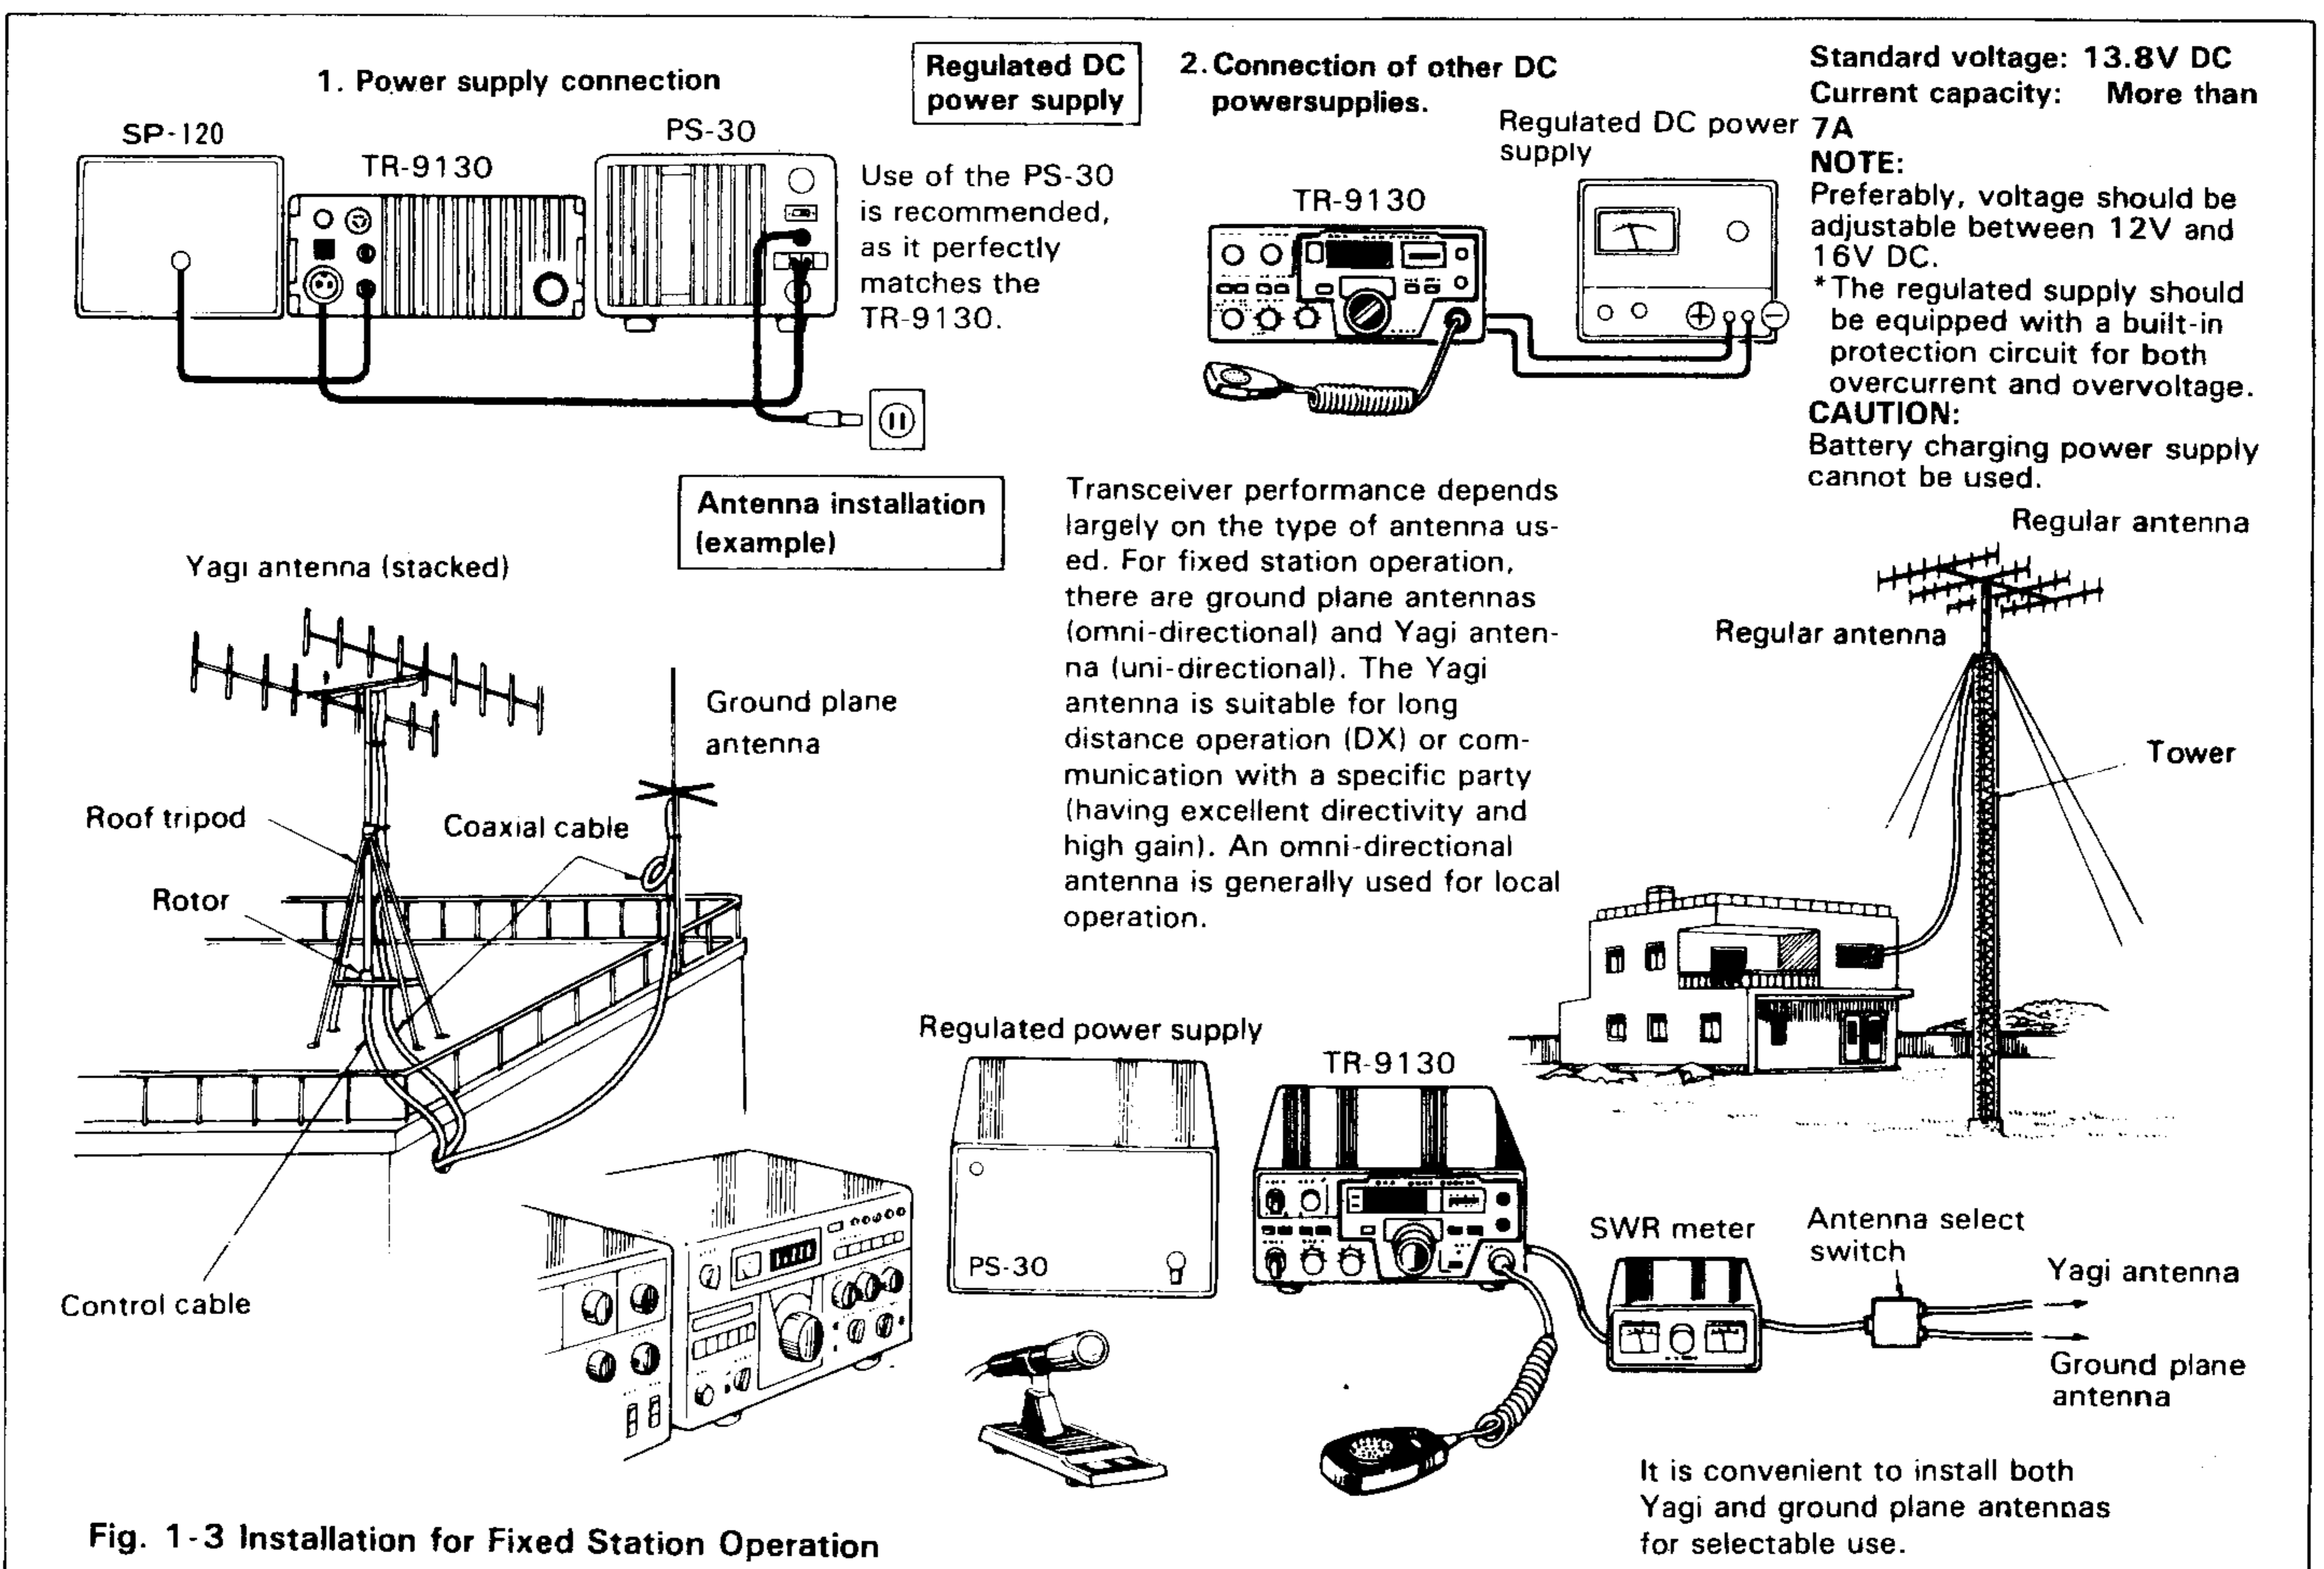 1. Power supply connection
SP-120
TR-9130
PS-30
Regulated DC
power supply
Use of the PS-30
is recommended,
as it perfectly
matches the
TR-9130.
2. Connection of other DC
powersupplies.
Regulated DC power
supply
TR-9130
Standard voltage: 13.8V DC
Current capacity: More than
7A
NOTE:
Preferably, voltage should be
adjustable between 12V and
16V DC.
*The regulated supply should
be equipped with a built-in
protection circuit for both
overcurrent and overvoltage.
CAUTION:
Battery charging power supply
cannot be used.
Antenna installation
(example)
Yagi antenna (stacked)
Ground plane
antenna
Roof tripod
Coaxial cable
Rotor
Control cable
Transceiver performance depends
largely on the type of antenna us-
ed. For fixed station operation,
there are ground plane antennas
(omni-directional) and Yagi anten-
na (uni-directional). The Yagi
antenna is suitable for long
distance operation (DX) or com-
munication with a specific party
(having excellent directivity and
high gain). An omni-directional
antenna is generally used for local
operation.
Regular antenna
Regular antenna
Tower
Regulated power supply
PS-30
TR-9130
SWR meter
Antenna select
switch
Yagi antenna
Ground plane
antenna
It is convenient to install both
Yagi and ground plane antennas
for selectable use.
Fig. 1-3 Installation for Fixed Station Operation